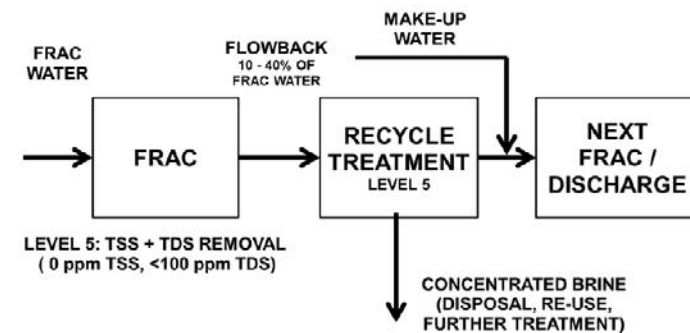 FRAC
WATER
FLOWBACK
10 - 40% OF
FRAC WATER
MAKE-UP
WATER
FRAC
RECYCLE
TREATMENT
LEVEL 5
NEXT
FRAC /
DISCHARGE
LEVEL 5: TSS + TDS REMOVAL
( 0 ppm TSS, <100 ppm TDS)
CONCENTRATED BRINE
(DISPOSAL, RE-USE,
FURTHER TREATMENT)